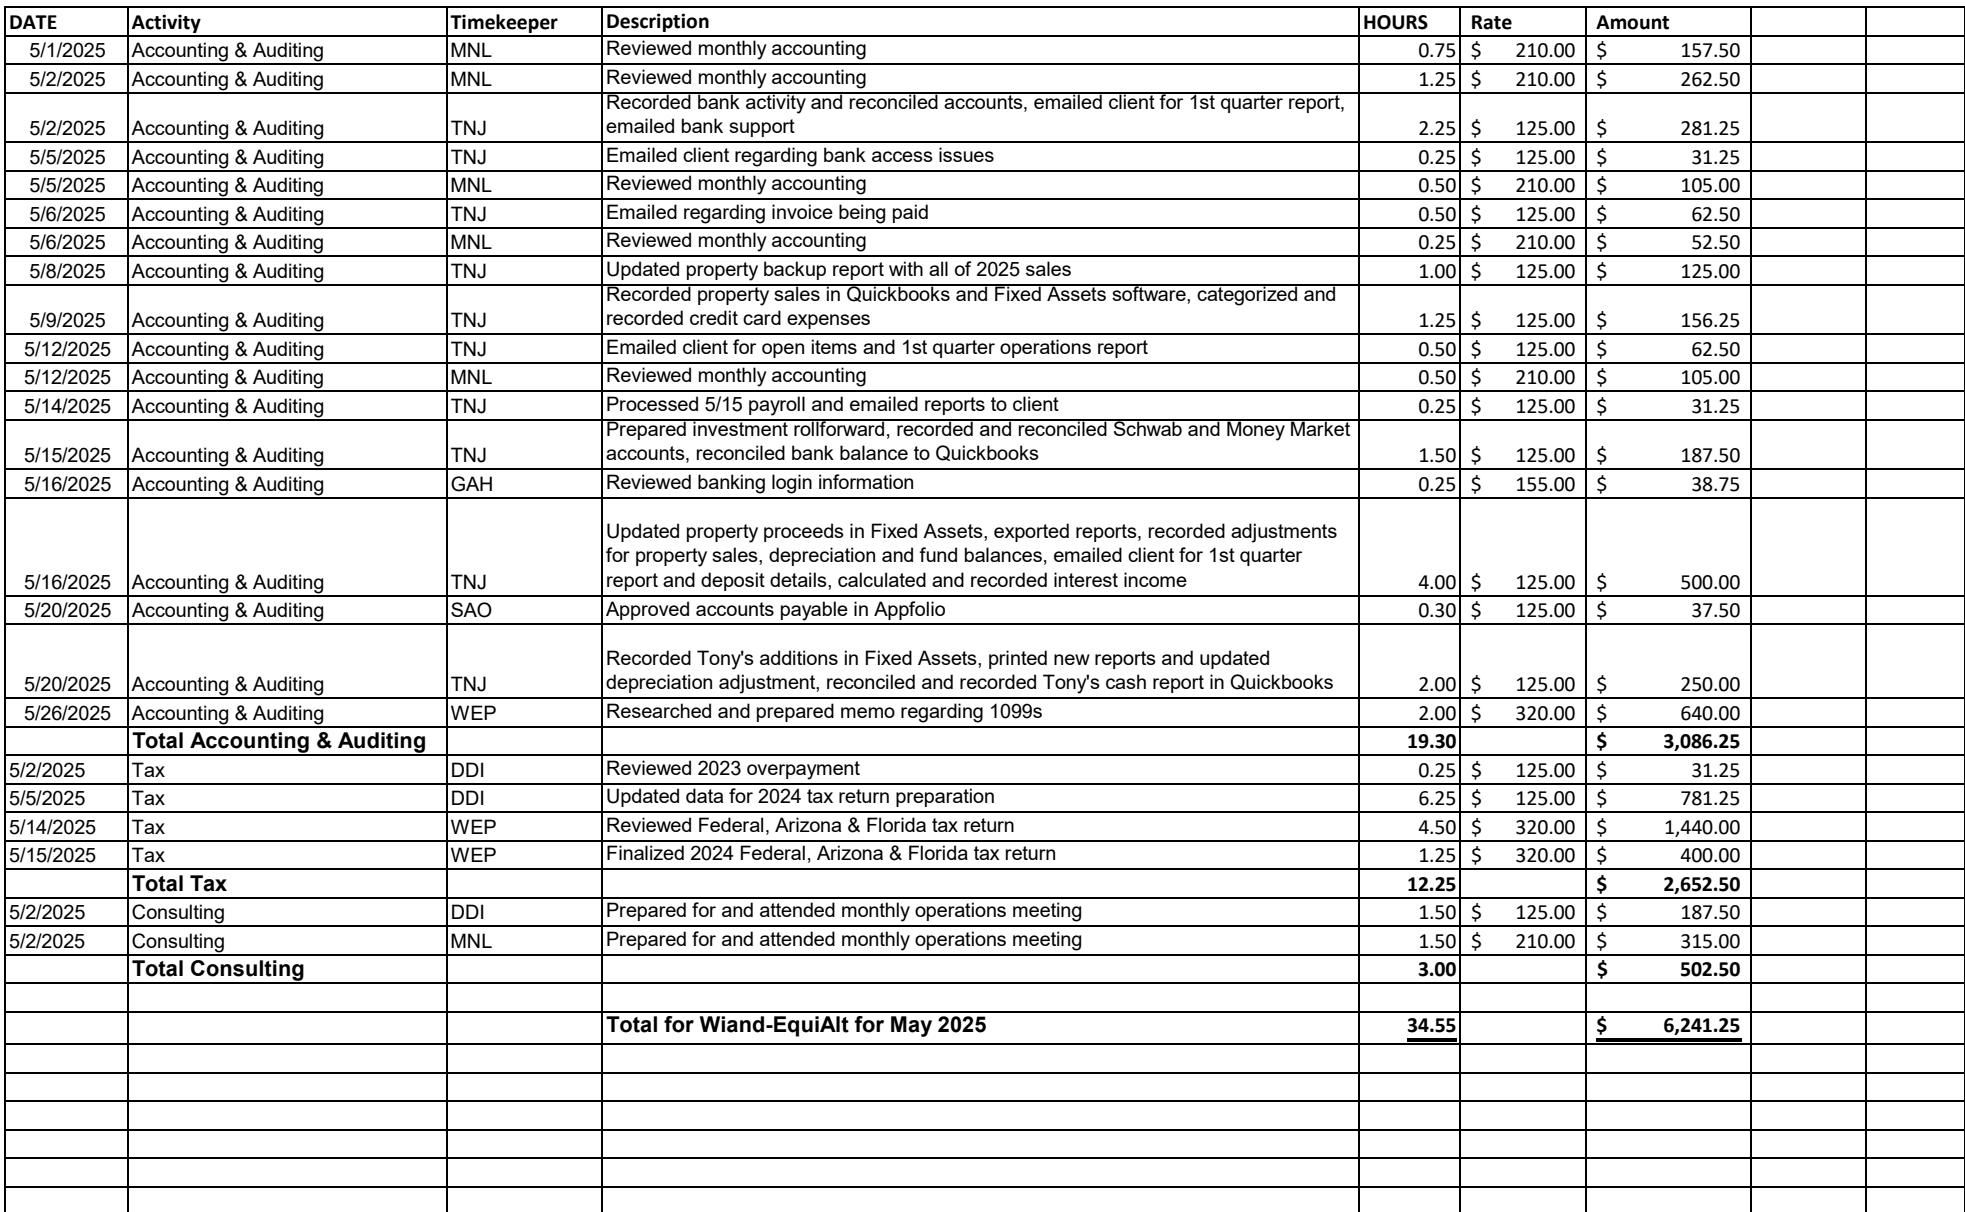 DATE Activity Timekeeper Description HOURS Rate Amount
5/1/2025 Accounting & Auditing MNL Reviewed monthly accounting 0.75 $ 210.00 $ 157.50
5/2/2025 Accounting & Auditing MNL Reviewed monthly accounting 1.25 $ 210.00 $ 262.50
Recorded bank activity and reconciled accounts, emailed client for 1st quarter report,
5/2/2025 Accounting & Auditing TNJ emailed bank support 2.25 $ 125.00 $ 281.25
5/5/2025 Accounting & Auditing TNJ Emailed client regarding bank access issues 0.25 $ 125.00 $ 31.25
5/5/2025 Accounting & Auditing MNL Reviewed monthly accounting 0.50 $ 210.00 $ 105.00
5/6/2025 Accounting & Auditing TNJ Emailed regarding invoice being paid 0.50 $ 125.00 $ 62.50
5/6/2025 Accounting & Auditing MNL Reviewed monthly accounting 0.25 $ 210.00 $ 52.50
5/8/2025 Accounting & Auditing TNJ Updated property backup report with all of 2025 sales 1.00 $ 125.00 $ 125.00
Recorded property sales in Quickbooks and Fixed Assets software, categorized and
5/9/2025 Accounting & Auditing TNJ recorded credit card expenses 1.25 $ 125.00 $ 156.25
5/12/2025 Accounting & Auditing TNJ Emailed client for open items and 1st quarter operations report 0.50 $ 125.00 $ 62.50
5/12/2025 Accounting & Auditing MNL Reviewed monthly accounting 0.50 $ 210.00 $ 105.00
5/14/2025 Accounting & Auditing TNJ Processed 5/15 payroll and emailed reports to client 0.25 $ 125.00 $ 31.25
Prepared investment rollforward, recorded and reconciled Schwab and Money Market
5/15/2025 Accounting & Auditing TNJ accounts, reconciled bank balance to Quickbooks 1.50 $ 125.00 $ 187.50
5/16/2025 Accounting & Auditing GAH Reviewed banking login information 0.25 $ 155.00 $ 38.75
Updated property proceeds in Fixed Assets, exported reports, recorded adjustments
for property sales, depreciation and fund balances, emailed client for 1st quarter
5/16/2025 Accounting & Auditing TNJ report and deposit details, calculated and recorded interest income 4.00 $ 125.00 $ 500.00
5/20/2025 Accounting & Auditing SAO Approved accounts payable in Appfolio 0.30 $ 125.00 $ 37.50
Recorded Tony's additions in Fixed Assets, printed new reports and updated
5/20/2025 Accounting & Auditing TNJ depreciation adjustment, reconciled and recorded Tony's cash report in Quickbooks 2.00 $ 125.00 $ 250.00
5/26/2025 Accounting & Auditing WEP Researched and prepared memo regarding 1099s 2.00 $ 320.00 $ 640.00
Total Accounting & Auditing 19.30 $ 3,086.25
5/2/2025 Tax DDI Reviewed 2023 overpayment 0.25 $ 125.00 $ 31.25
5/5/2025 Tax DDI Updated data for 2024 tax return preparation 6.25 $ 125.00 $ 781.25
5/14/2025 Tax WEP Reviewed Federal, Arizona & Florida tax return 4.50 $ 320.00 $ 1,440.00
5/15/2025 Tax WEP Finalized 2024 Federal, Arizona & Florida tax return 1.25 $ 320.00 $ 400.00
Total Tax 12.25 $ 2,652.50
5/2/2025 Consulting DDI Prepared for and attended monthly operations meeting 1.50 $ 125.00 $ 187.50
5/2/2025 Consulting MNL Prepared for and attended monthly operations meeting 1.50 $ 210.00 $ 315.00
Total Consulting 3.00 $ 502.50
Total for Wiand-EquiAlt for May 2025 34.55 $ 6,241.25